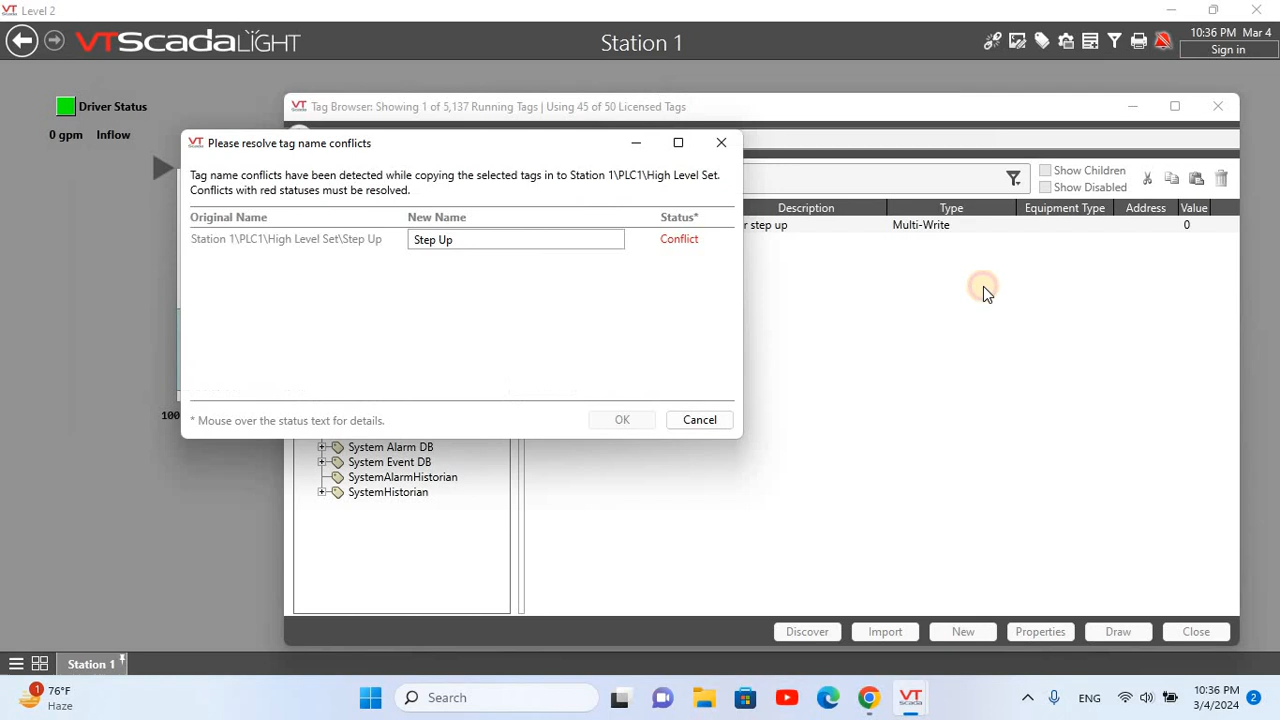 Level 2
VTScadaLIGHT
Station 1
10:36 PM Mar 4
Sign in
Driver Status
0 gpm Inflow
Tag Browser: Showing 1 of 5,137 Running Tags | Using 45 of 50 Licensed Tags
VT Please resolve tag name conflicts
Tag name conflicts have been detected while copying the selected tags in to Station 1\PLC1\High Level Set.
Conflicts with red statuses must be resolved.
Original Name New Name Status*
Station 1\PLC1\High Level Set\Step Up Step Up Conflict
* Mouse over the status text for details. OK Cancel
Show Children
Show Disabled
Description Type Equipment Type Address Value
r step up Multi-Write 0
100
System Alarm DB
System Event DB
SystemAlarmHistorian
SystemHistorian
Discover Import New Properties Draw Close
Station 1
1 76°F
Haze
Search
VT
SCADA
ENG
10:36 PM
3/4/2024
2